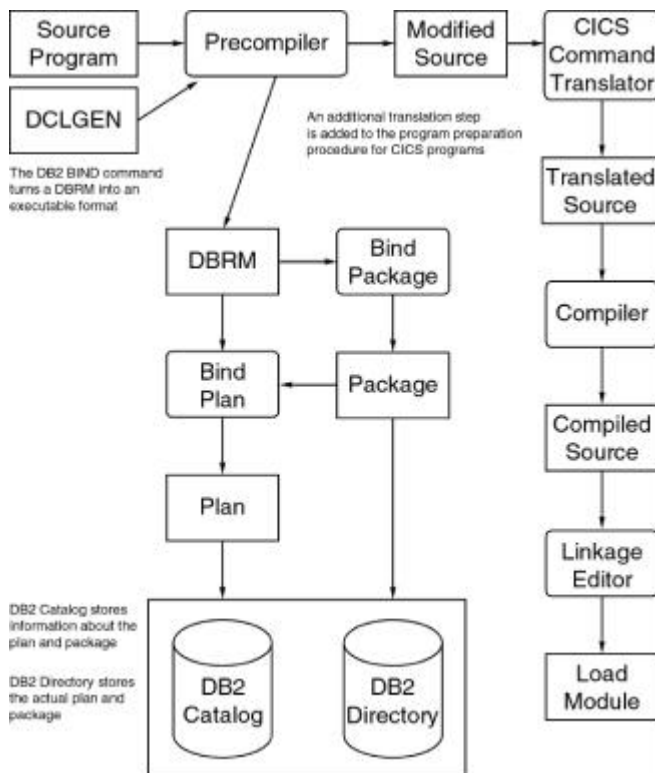 Source
Program
Precompiler
Modified
Source
CICS
Command
Translator
DCLGEN
An additional translation step
is added to the program preparation
procedure for CICS programs
The DB2 BIND command
turns a DBRM into an
executable format
Translated
Source
DBRM
Bind
Package
Compiler
Bind
Plan
Package
Compiled
Source
Plan
Linkage
Editor
DB2 Catalog stores
information about the
plan and package
DB2 Directory stores
the actual plan and
package
DB2
Catalog
DB2
Directory
Load
Module